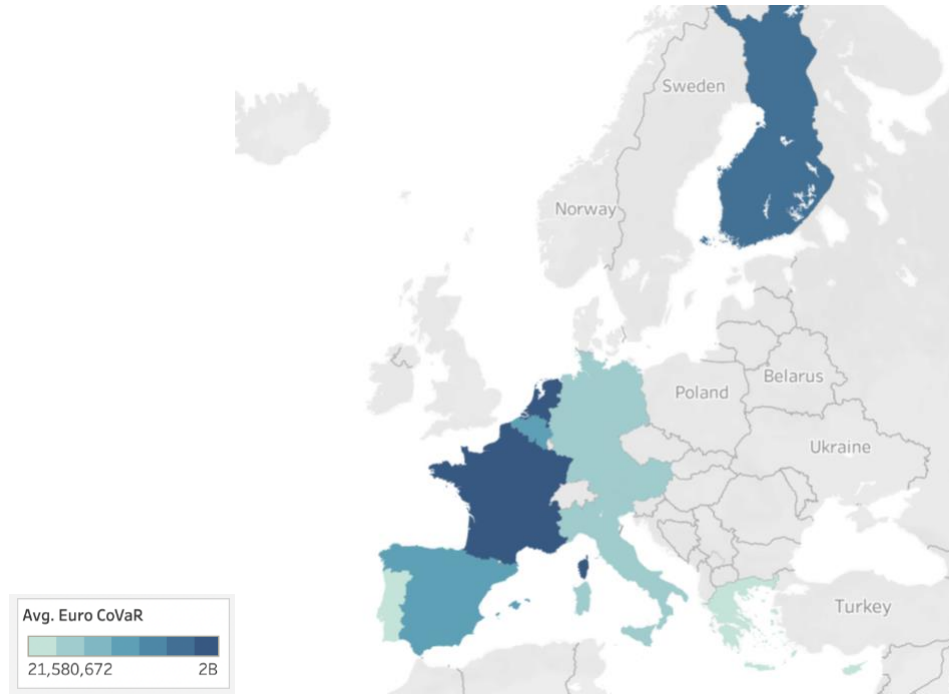 Sweden
Norway
Poland
Belarus
Ukraine
Turkey
Avg. Euro CoVaR
21,580,672 2B